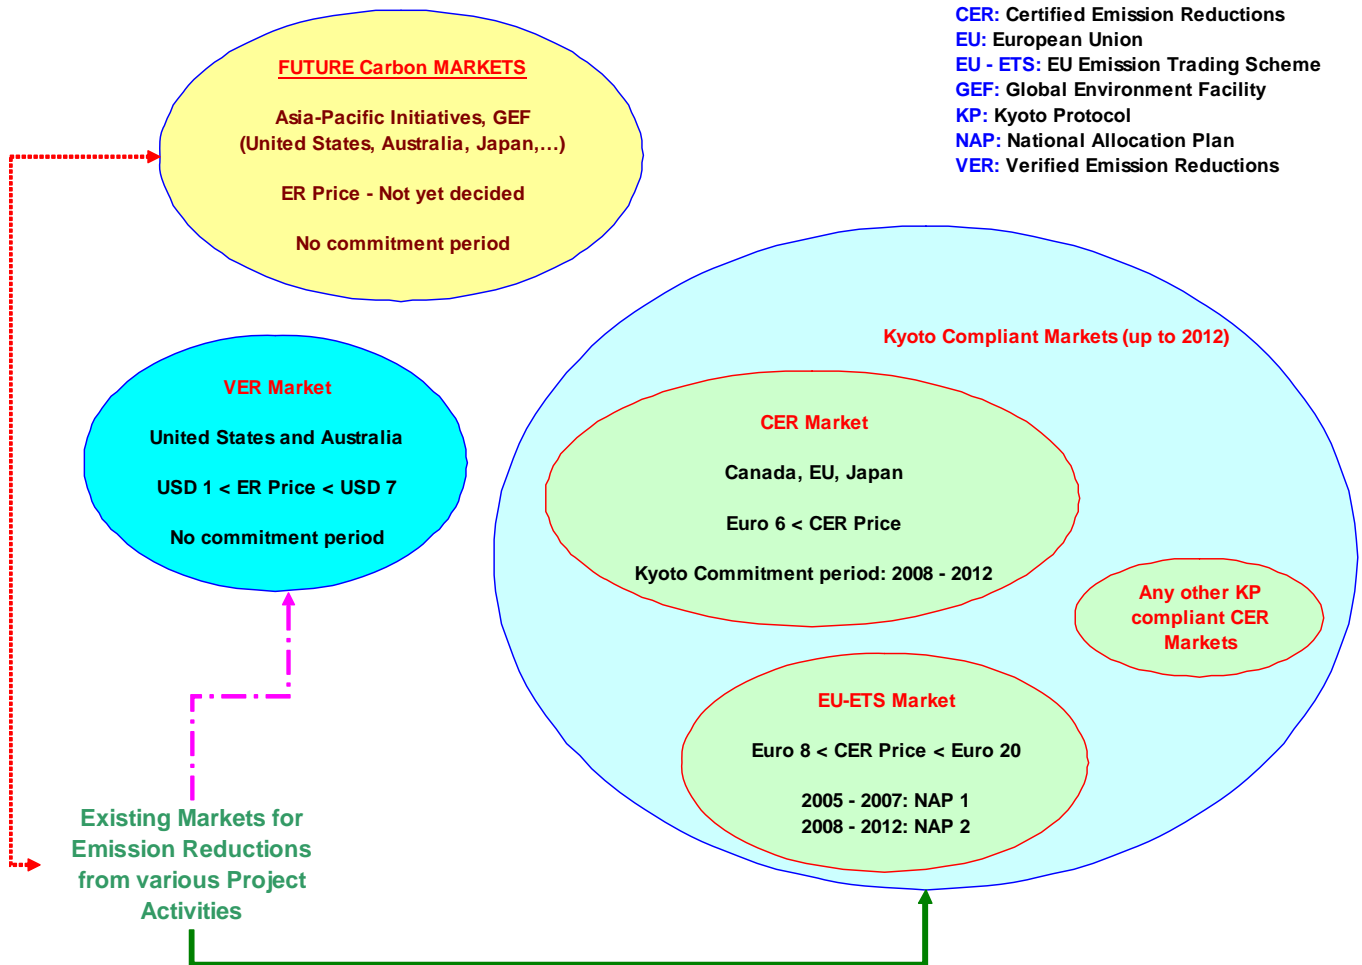 CER: Certified Emission Reductions
EU: European Union
EU - ETS: EU Emission Trading Scheme
GEF: Global Environment Facility
KP: Kyoto Protocol
NAP: National Allocation Plan
VER: Verified Emission Reductions
FUTURE Carbon MARKETS
Asia-Pacific Initiatives, GEF
(United States, Australia, Japan,...)
ER Price - Not yet decided
No commitment period
VER Market
United States and Australia
USD 1 < ER Price < USD 7
No commitment period
Kyoto Compliant Markets (up to 2012)
CER Market
Canada, EU, Japan
Euro 6 < CER Price
Kyoto Commitment period: 2008 - 2012
Any other KP
compliant CER
Markets
EU-ETS Market
Euro 8 < CER Price < Euro 20
2005 - 2007: NAP 1
2008 - 2012: NAP 2
Existing Markets for
Emission Reductions
from various Project
Activities